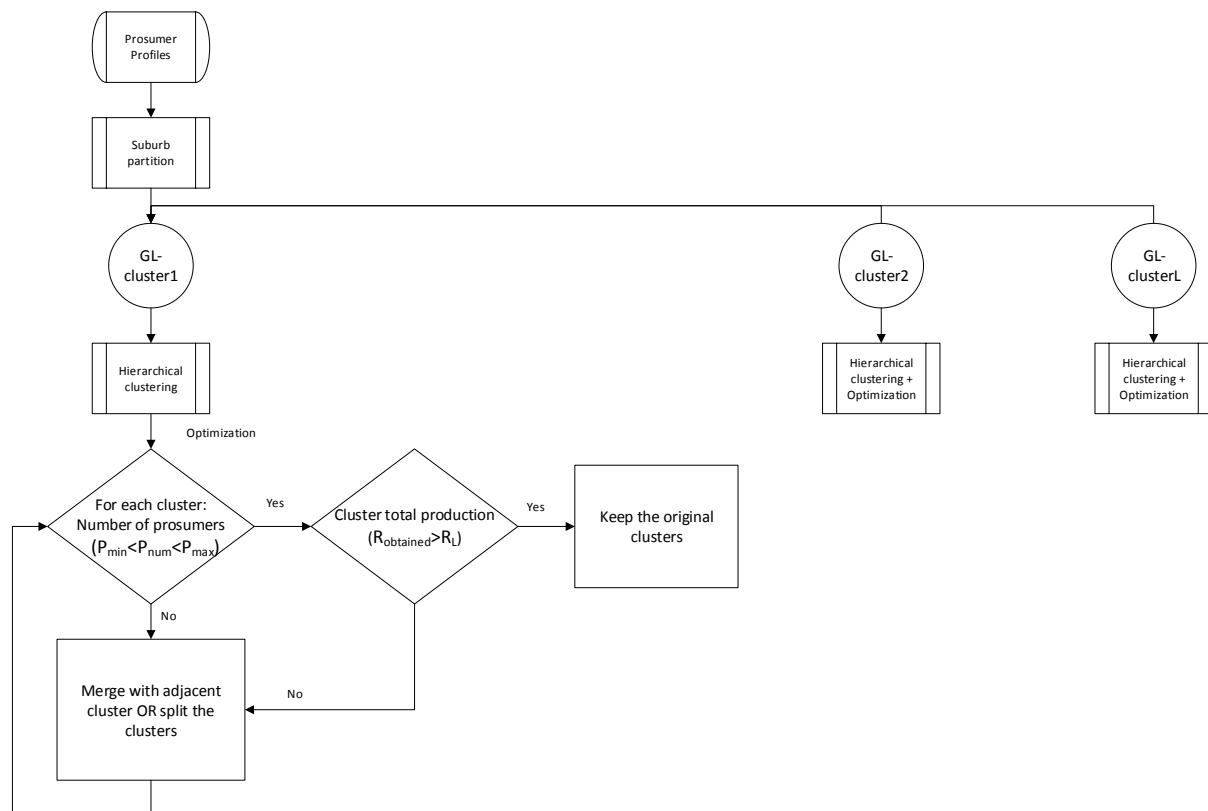 Prosumer
Profiles
Suburb
partition
GL-
cluster1
GL-
cluster2
GL-
clusterL
Hierarchical
clustering
Hierarchical
clustering +
Optimization
Hierarchical
clustering +
Optimization
Optimization
For each cluster:
Number of prosumers
(Pmin<Pnum<Pmax)
Yes
Cluster total production
(Robtained>RL)
Yes
Keep the original
clusters
No
Merge with adjacent
cluster OR split the
clusters
No